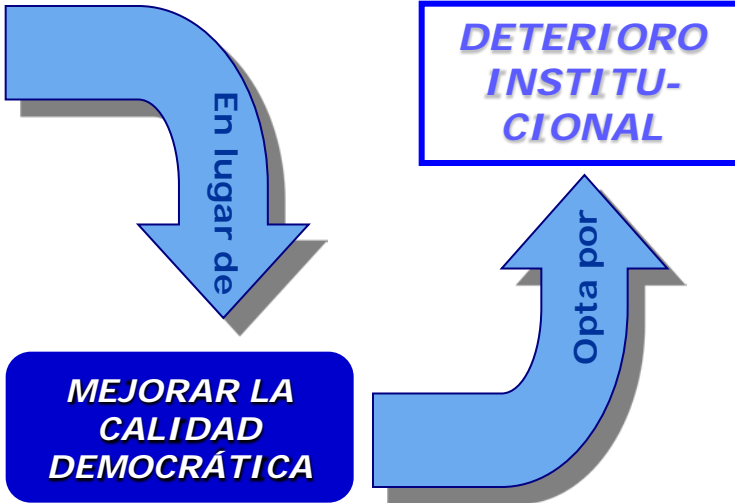 En lugar de
MEJORAR LA
CALIDAD
DEMOCRÁTICA
Opta por
DETERIORO
INSTITU-
CIONAL